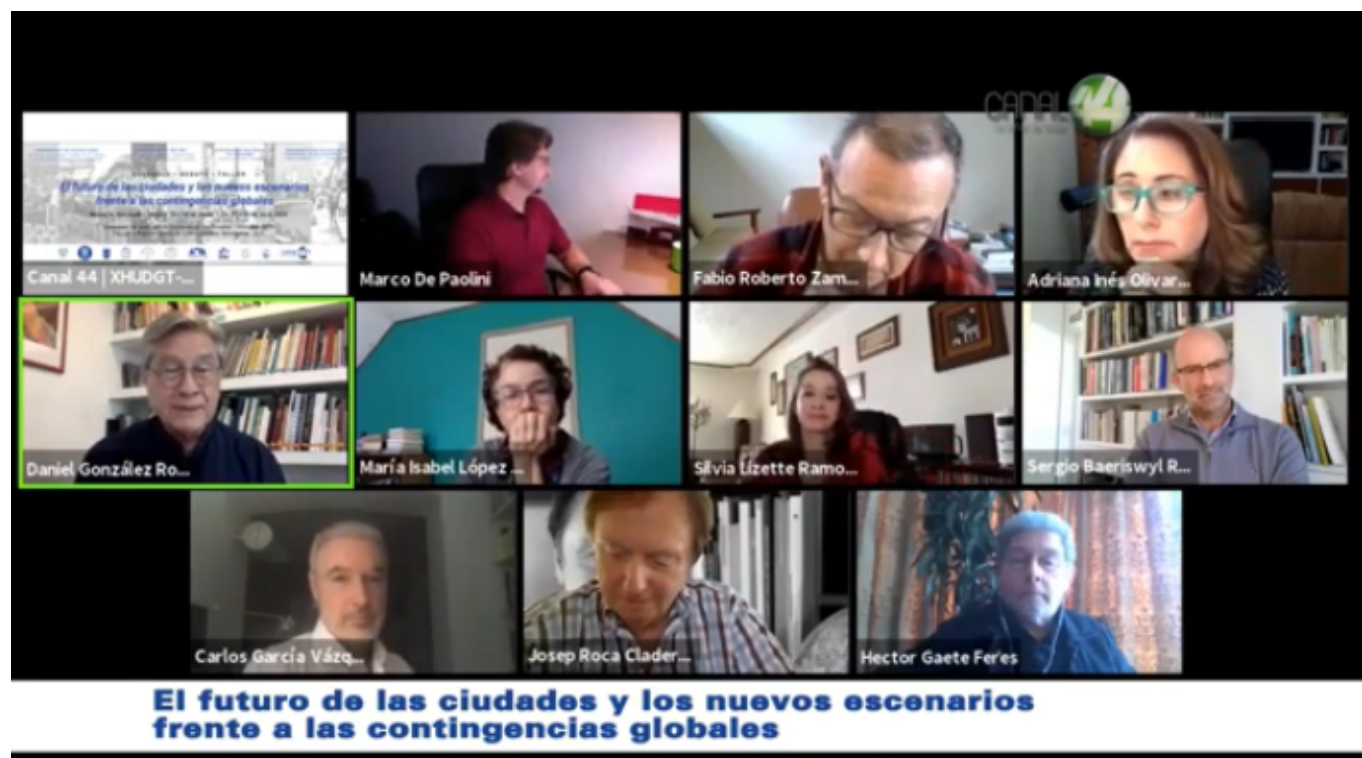 CANAL 44
DEBATE • TALLER
El futuro de las ciudades y los nuevos escenarios
frente a las contingencias globales
Canal 44 | XHUDGT-...
Marco De Paolini
Fabio Roberto Zam...
Adriana Inés Olivar...
Daniel González Ro...
María Isabel López ...
Silvia Lizette Ramo...
Sergio Baeriswyl R...
Carlos García Vázq...
Josep Roca Clader...
Hector Gaete Feres
El futuro de las ciudades y los nuevos escenarios
frente a las contingencias globales